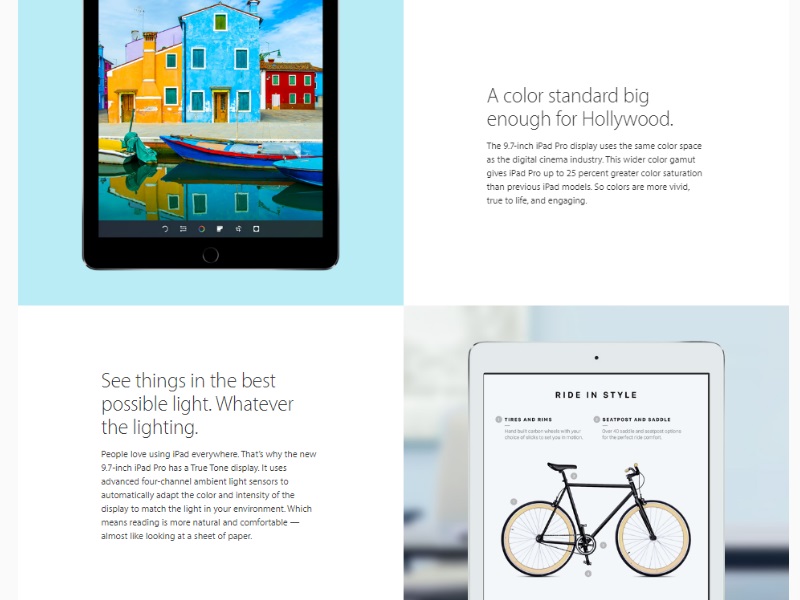 A color standard big
enough for Hollywood.
The 9.7-inch iPad Pro display uses the same color space
as the digital cinema industry. This wider color gamut
gives iPad Pro up to 25 percent greater color saturation
than previous iPad models. So colors are more vivid,
true to life, and engaging.
See things in the best
possible light. Whatever
the lighting.
People love using iPad everywhere. That's why the new
9.7-inch iPad Pro has a True Tone display. It uses
advanced four-channel ambient light sensors to
automatically adapt the color and intensity of the
display to match the light in your environment. Which
means reading is more natural and comfortable —
almost like looking at a sheet of paper.
RIDE IN STYLE
TIRES AND RIMS
Hand built carbon wheels with your
choice of slicks to set you in motion.
SEATPOST AND SADDLE
Over 40 saddle and seatpost options
for the perfect ride comfort.